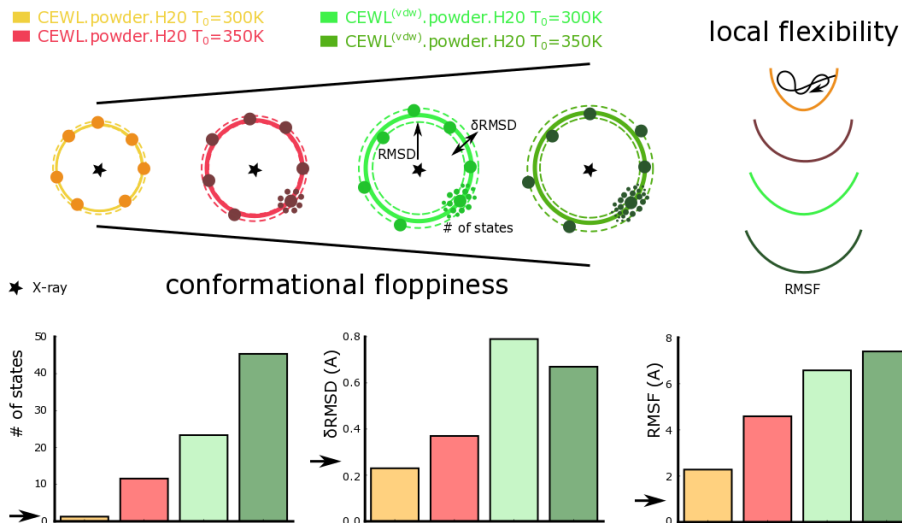 CEWL.powder.H20 T₀=300K
CEWL.powder.H20 T₀=350K
CEWL⁽ᵛᵈʷ⁾.powder.H20 T₀=300K
CEWL⁽ᵛᵈʷ⁾.powder.H20 T₀=350K
local flexibility
RMSD
δRMSD
# of states
X-ray
conformational floppiness
RMSF
# of states
50
40
30
20
10
0
δRMSD (A)
0.8
0.6
0.4
0.2
0.0
RMSF (A)
8
6
4
2
0